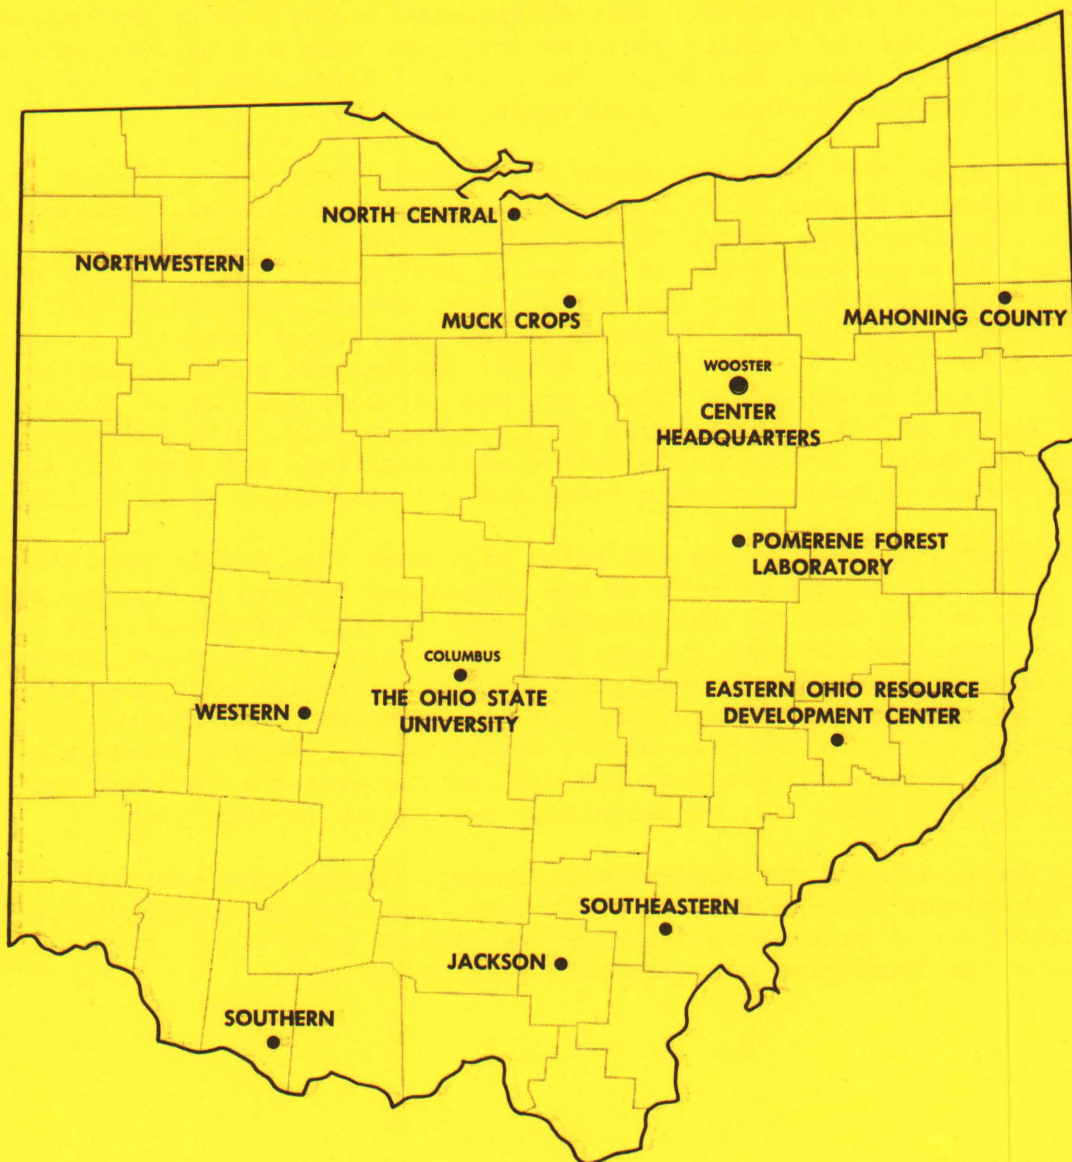 NORTH CENTRAL
NORTHWESTERN
MUCK CROPS
MAHONING COUNTY
WOOSTER
CENTER
HEADQUARTERS
POMERENE FOREST
LABORATORY
COLUMBUS
THE OHIO STATE
UNIVERSITY
WESTERN
EASTERN OHIO RESOURCE
DEVELOPMENT CENTER
SOUTHEASTERN
JACKSON
SOUTHERN